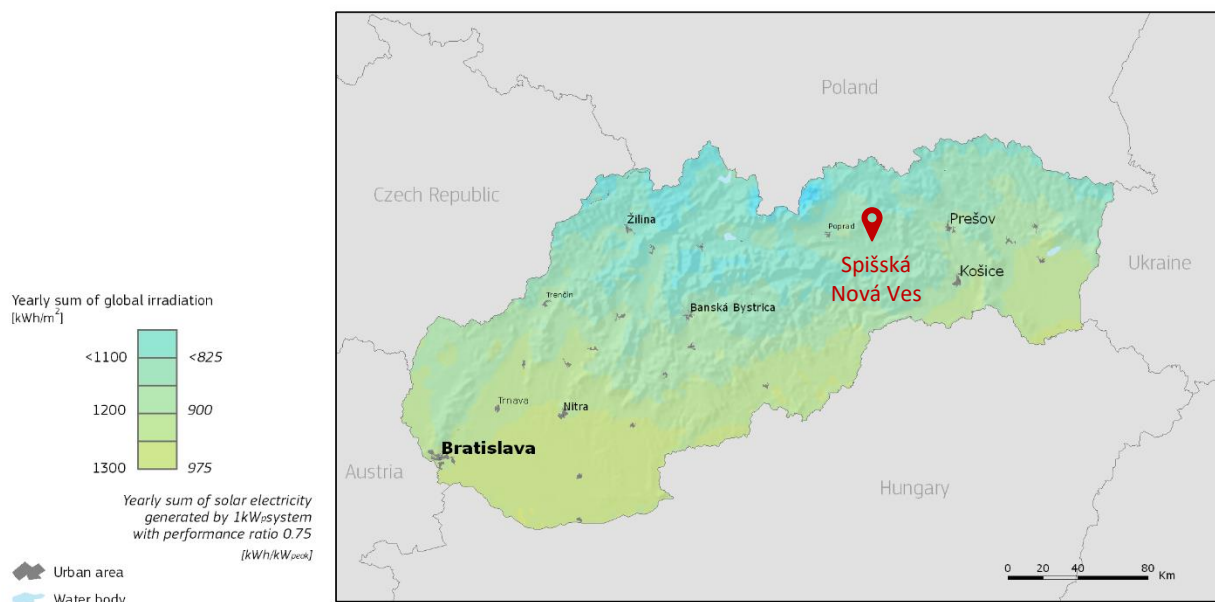 Yearly sum of global irradiation
[kWh/m²]
<1100 <825
1200 900
1300 975
Yearly sum of solar electricity
generated by 1kWₚsystem
with performance ratio 0.75
[kWh/kWₚₑₐₖ]
Urban area
Water body
Poland
Czech Republic
Žilina
Poprad
Prešov
Spišská
Nová Ves
Košice
Ukraine
Trenčín
Banská Bystrica
Trnava
Nitra
Bratislava
Austria
Hungary
0 20 40 80 Km